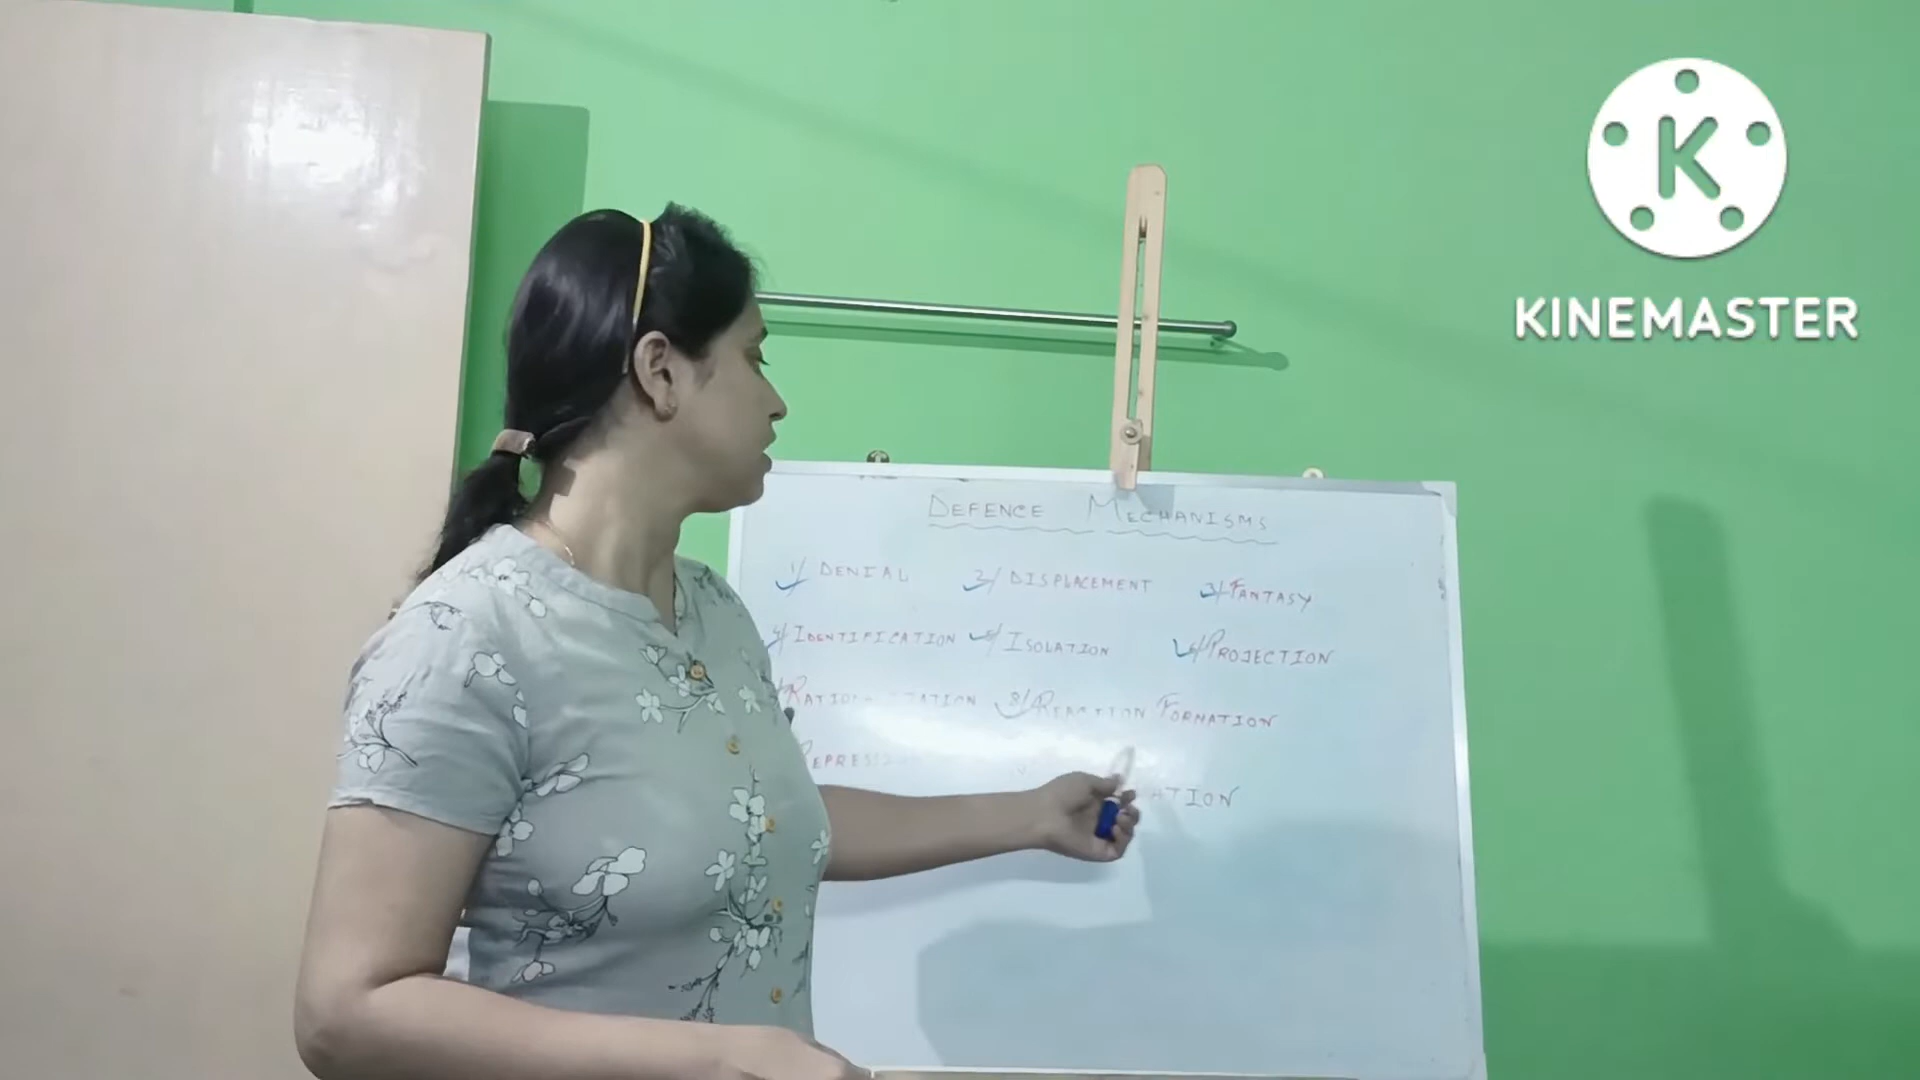 KINEMASTER
DEFENCE MECHANISMS
1/ DENIAL 2/ DISPLACEMENT 3/ FANTASY
4/ IDENTIFICATION 5/ ISOLATION 6/ PROJECTION
8/ REACTION FORMATION